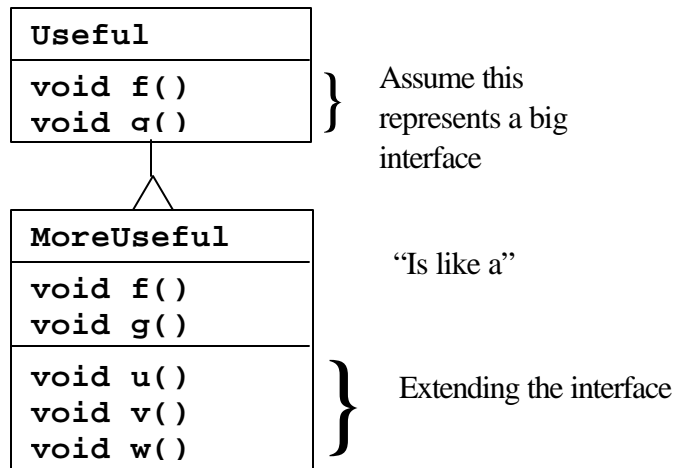 Useful
void f()
void g()
Assume this
represents a big
interface
MoreUseful
void f()
void g()
“Is like a”
void u()
void v()
void w()
Extending the interface